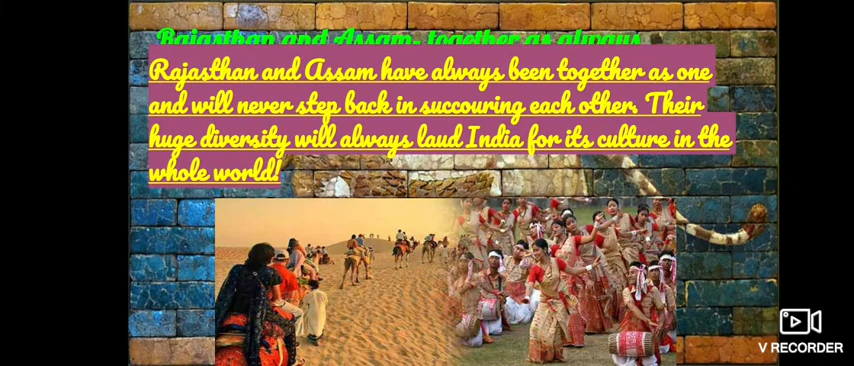 Rajasthan and Assam, together as always
Rajasthan and Assam have always been together as one
and will never step back in succouring each other. Their
huge diversity will always laud India for its culture in the
whole world!
V RECORDER